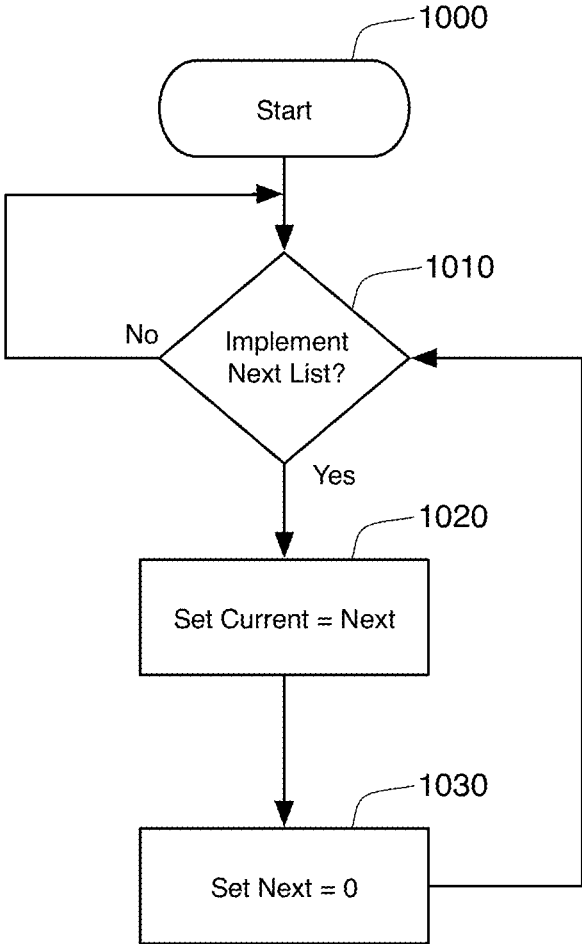 1000
Start
1010
No
Implement
Next List?
Yes
1020
Set Current = Next
1030
Set Next = 0